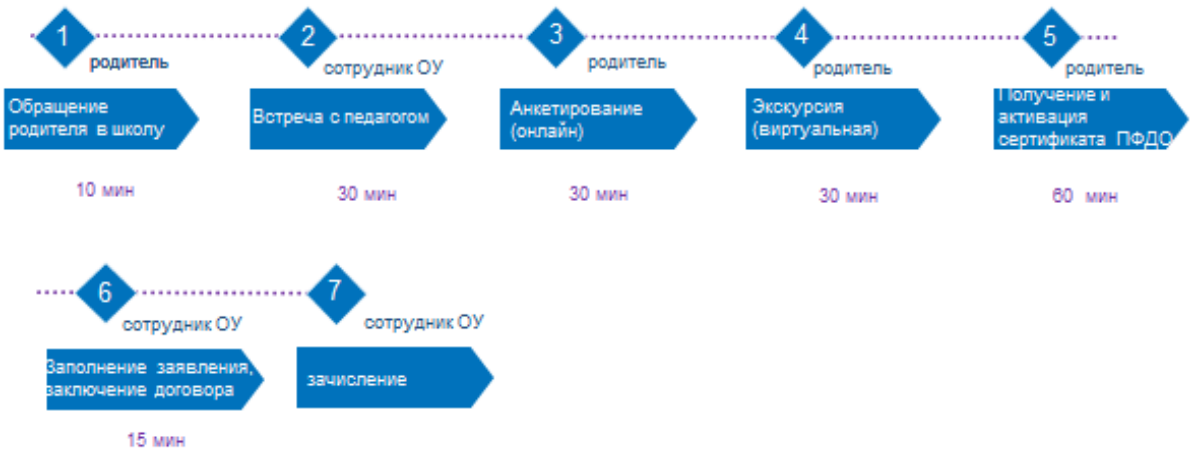 1
родитель
Обращение
родителя в школу
10 мин
2
сотрудник ОУ
Встреча с педагогом
30 мин
3
родитель
Анкетирование
(онлайн)
30 мин
4
родитель
Экскурсия
(виртуальная)
30 мин
5
родитель
Получение и
активация
сертификата ПФДО
60 мин
6
сотрудник ОУ
Заполнение заявления,
заключение договора
15 мин
7
сотрудник ОУ
зачисление